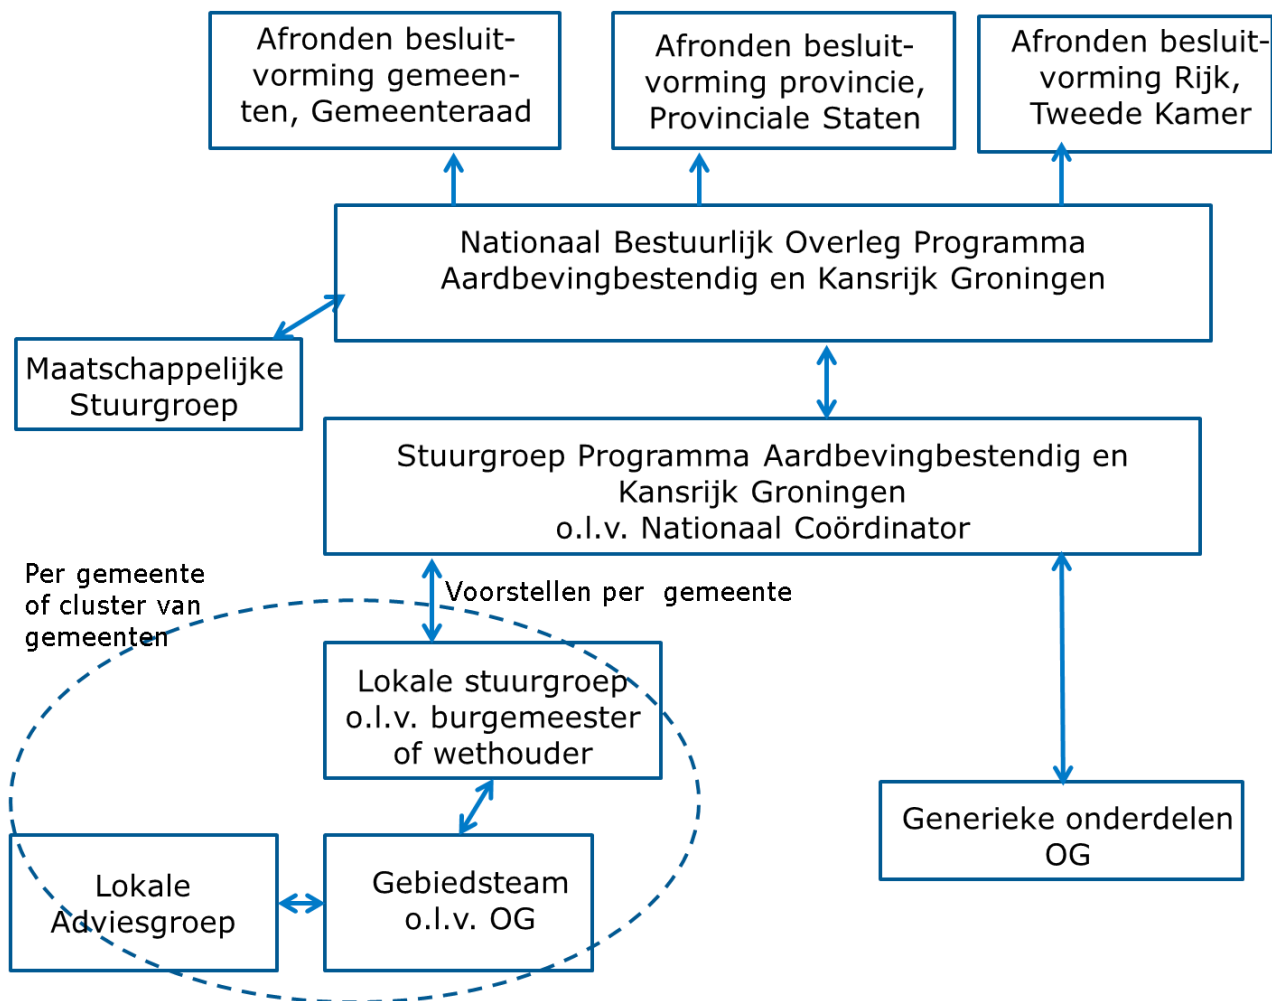 Afronden besluit-
vorming gemeen-
ten, Gemeenteraad
Afronden besluit-
vorming provincie,
Provinciale Staten
Afronden besluit-
vorming Rijk,
Tweede Kamer
Nationaal Bestuurlijk Overleg Programma
Aardbevingbestendig en Kansrijk Groningen
Maatschappelijke
Stuurgroep
Stuurgroep Programma Aardbevingbestendig en
Kansrijk Groningen
o.l.v. Nationaal Coördinator
Per gemeente
of cluster van
gemeenten
Voorstellen per gemeente
Lokale stuurgroep
o.l.v. burgemeester
of wethouder
Generieke onderdelen
OG
Lokale
Adviesgroep
Gebiedsteam
o.l.v. OG